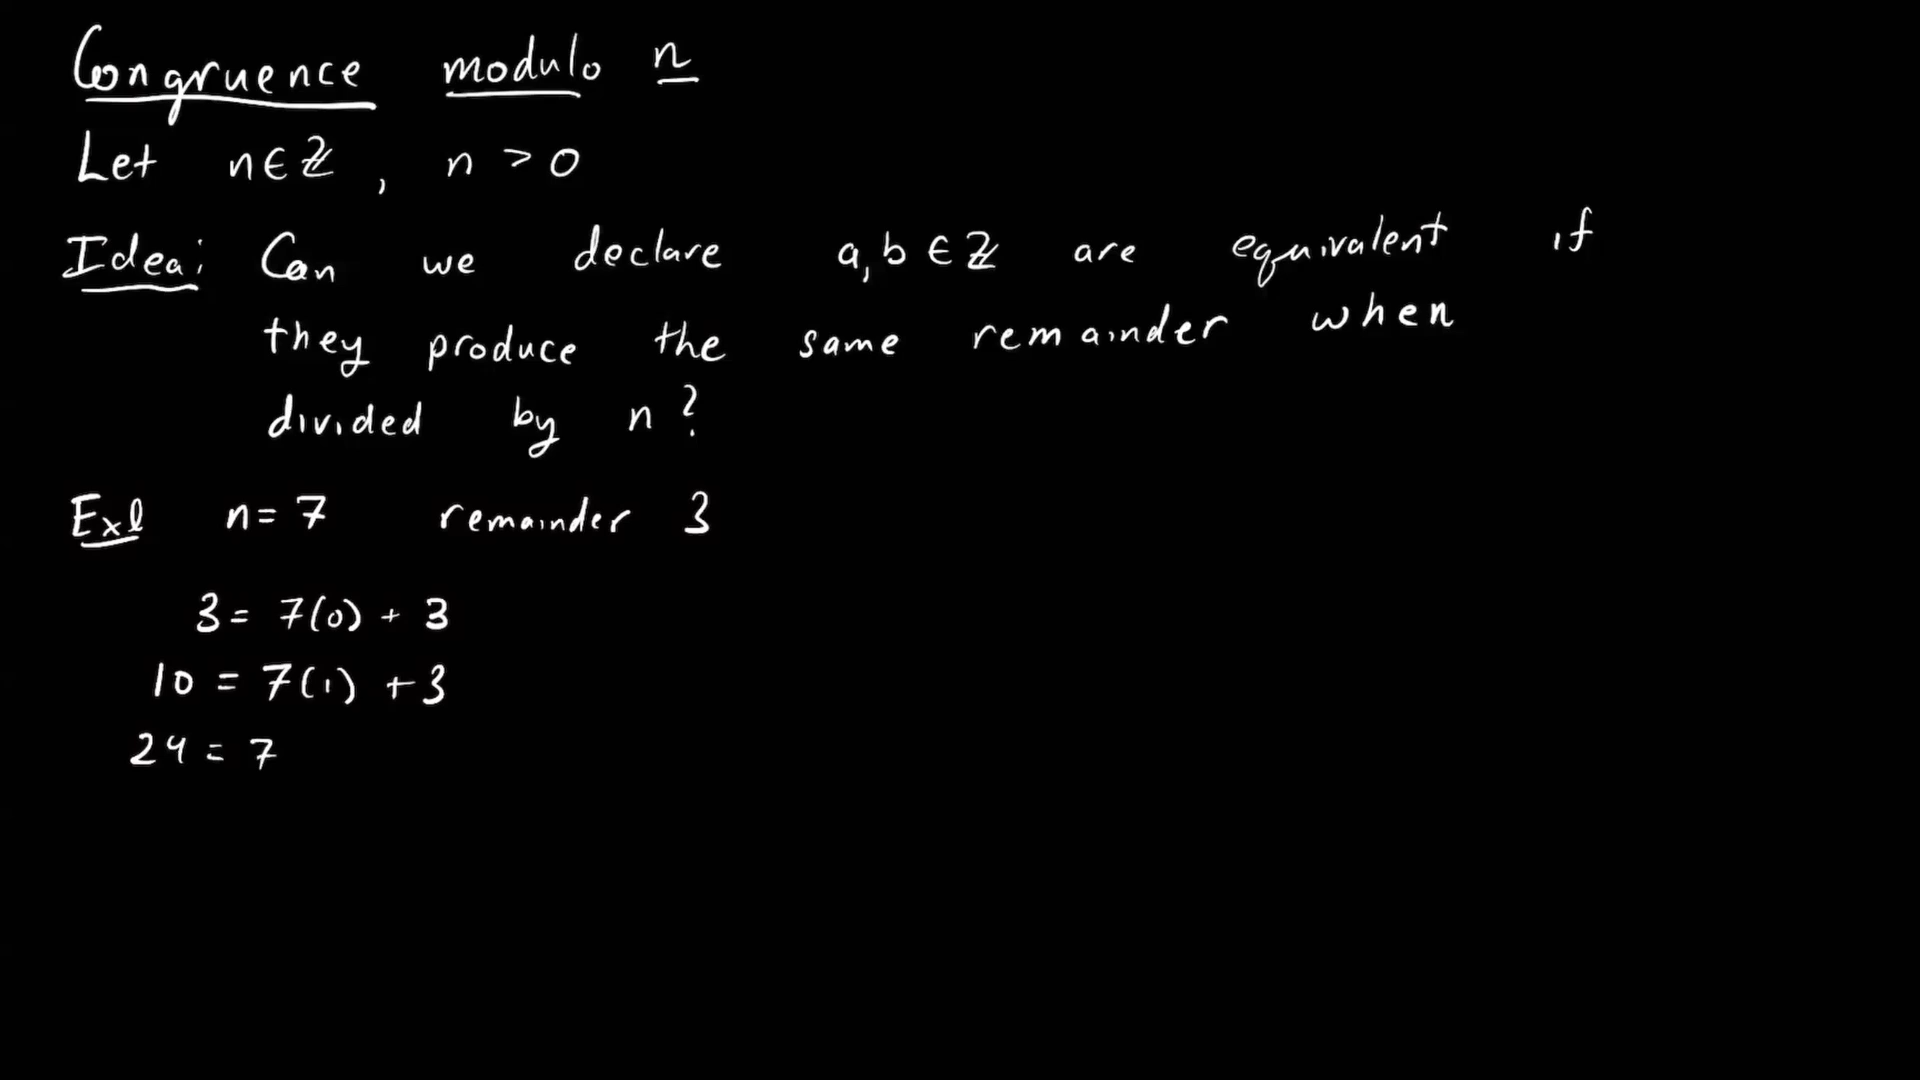 Congruence modulo n
Let n ∈ ℤ, n > 0
Idea: Can we declare a, b ∈ ℤ are equivalent if
they produce the same remainder when
divided by n?
Exl n = 7 remainder 3
3 = 7(0) + 3
10 = 7(1) + 3
24 = 7